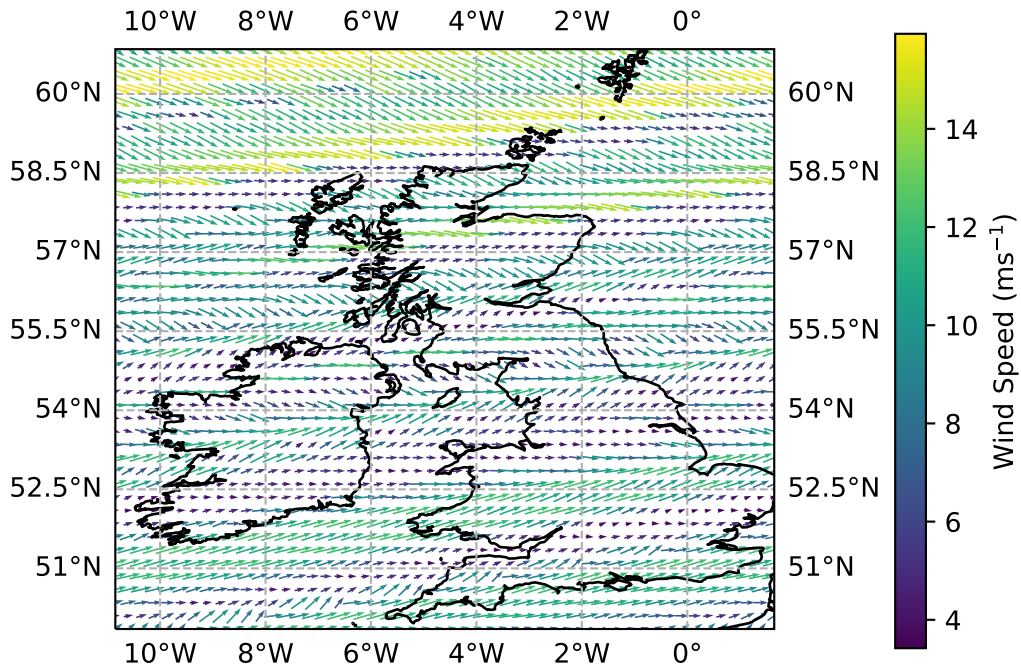 10°W 8°W 6°W 4°W 2°W 0°
60°N 60°N
58.5°N 58.5°N
57°N 57°N
55.5°N 55.5°N
54°N 54°N
52.5°N 52.5°N
51°N 51°N
10°W 8°W 6°W 4°W 2°W 0°
14
12
10
8
6
4
Wind Speed (ms⁻¹)